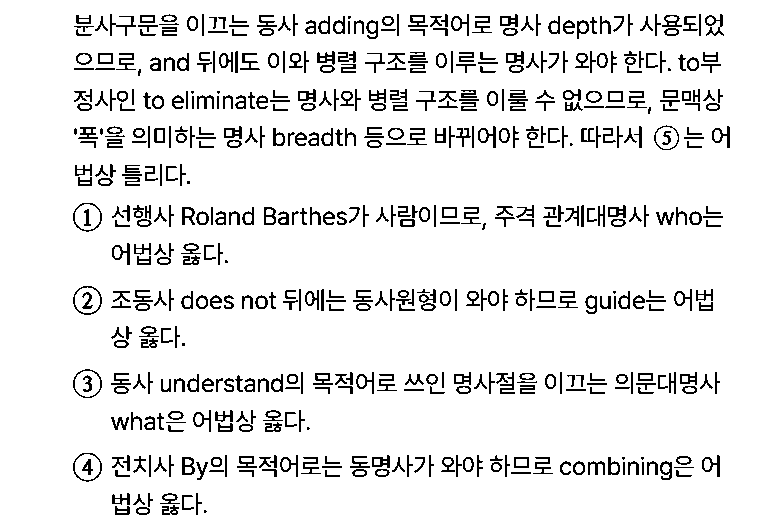 분사구문을 이끄는 동사 adding의 목적어로 명사 depth가 사용되었
으므로, and 뒤에도 이와 병렬 구조를 이루는 명사가 와야 한다. to부
정사인 to eliminate는 명사와 병렬 구조를 이룰 수 없으므로, 문맥상
'폭'을 의미하는 명사 breadth 등으로 바뀌어야 한다. 따라서 ⑤는 어
법상 틀리다.
① 선행사 Roland Barthes가 사람이므로, 주격 관계대명사 who는
어법상 옳다.
② 조동사 does not 뒤에는 동사원형이 와야 하므로 guide는 어법
상 옳다.
③ 동사 understand의 목적어로 쓰인 명사절을 이끄는 의문대명사
what은 어법상 옳다.
④ 전치사 By의 목적어로는 동명사가 와야 하므로 combining은 어
법상 옳다.